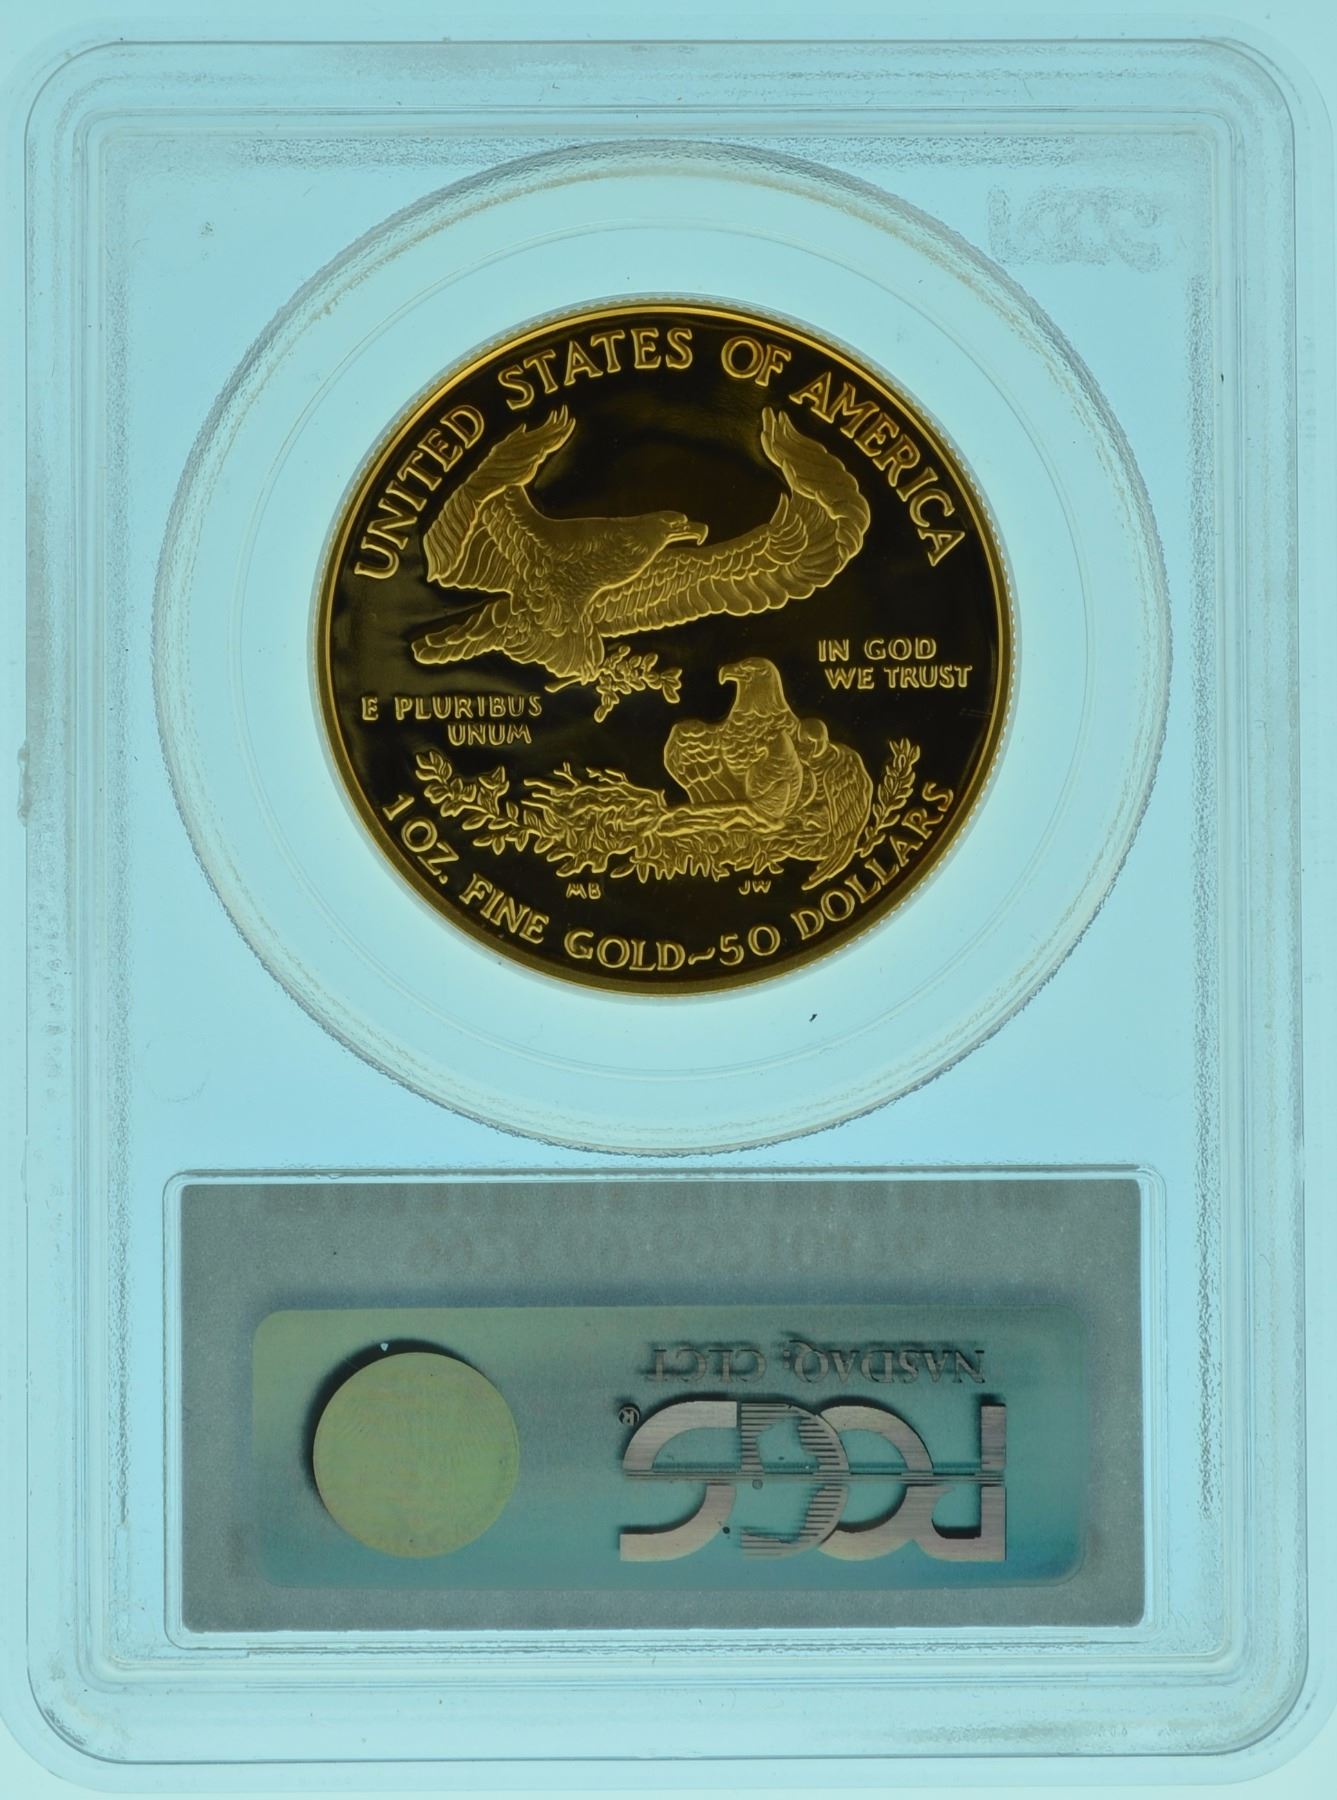 UNITED STATES OF AMERICA
IN GOD
WE TRUST
E PLURIBUS
UNUM
MB
JW
1 OZ. FINE GOLD~50 DOLLARS
PCGS
NASDAQ: CLCT
PCGS®